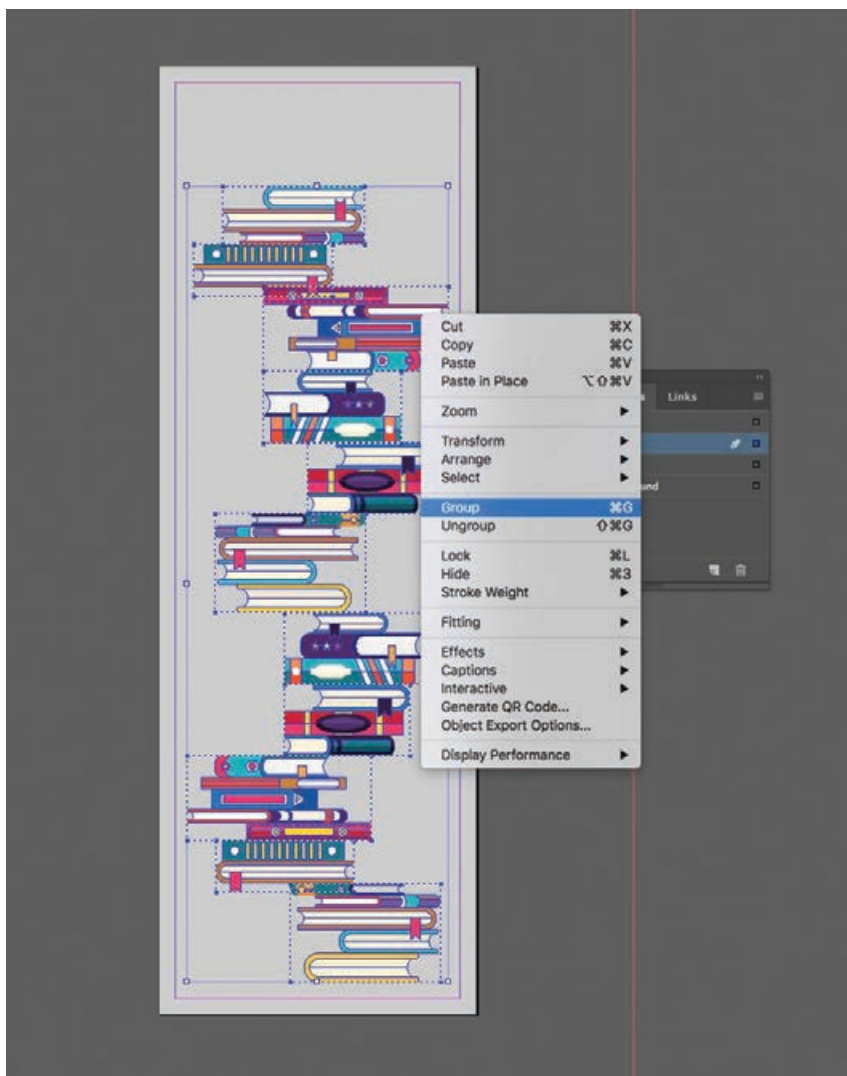 Cut ⌘X
Copy ⌘C
Paste ⌘V
Paste in Place ⌥⇧⌘V
Zoom
Transform
Arrange
Select
Links
Group ⌘G
Ungroup ⇧⌘G
Lock ⌘L
Hide ⌘3
Stroke Weight
Fitting
Effects
Captions
Interactive
Generate QR Code...
Object Export Options...
Display Performance